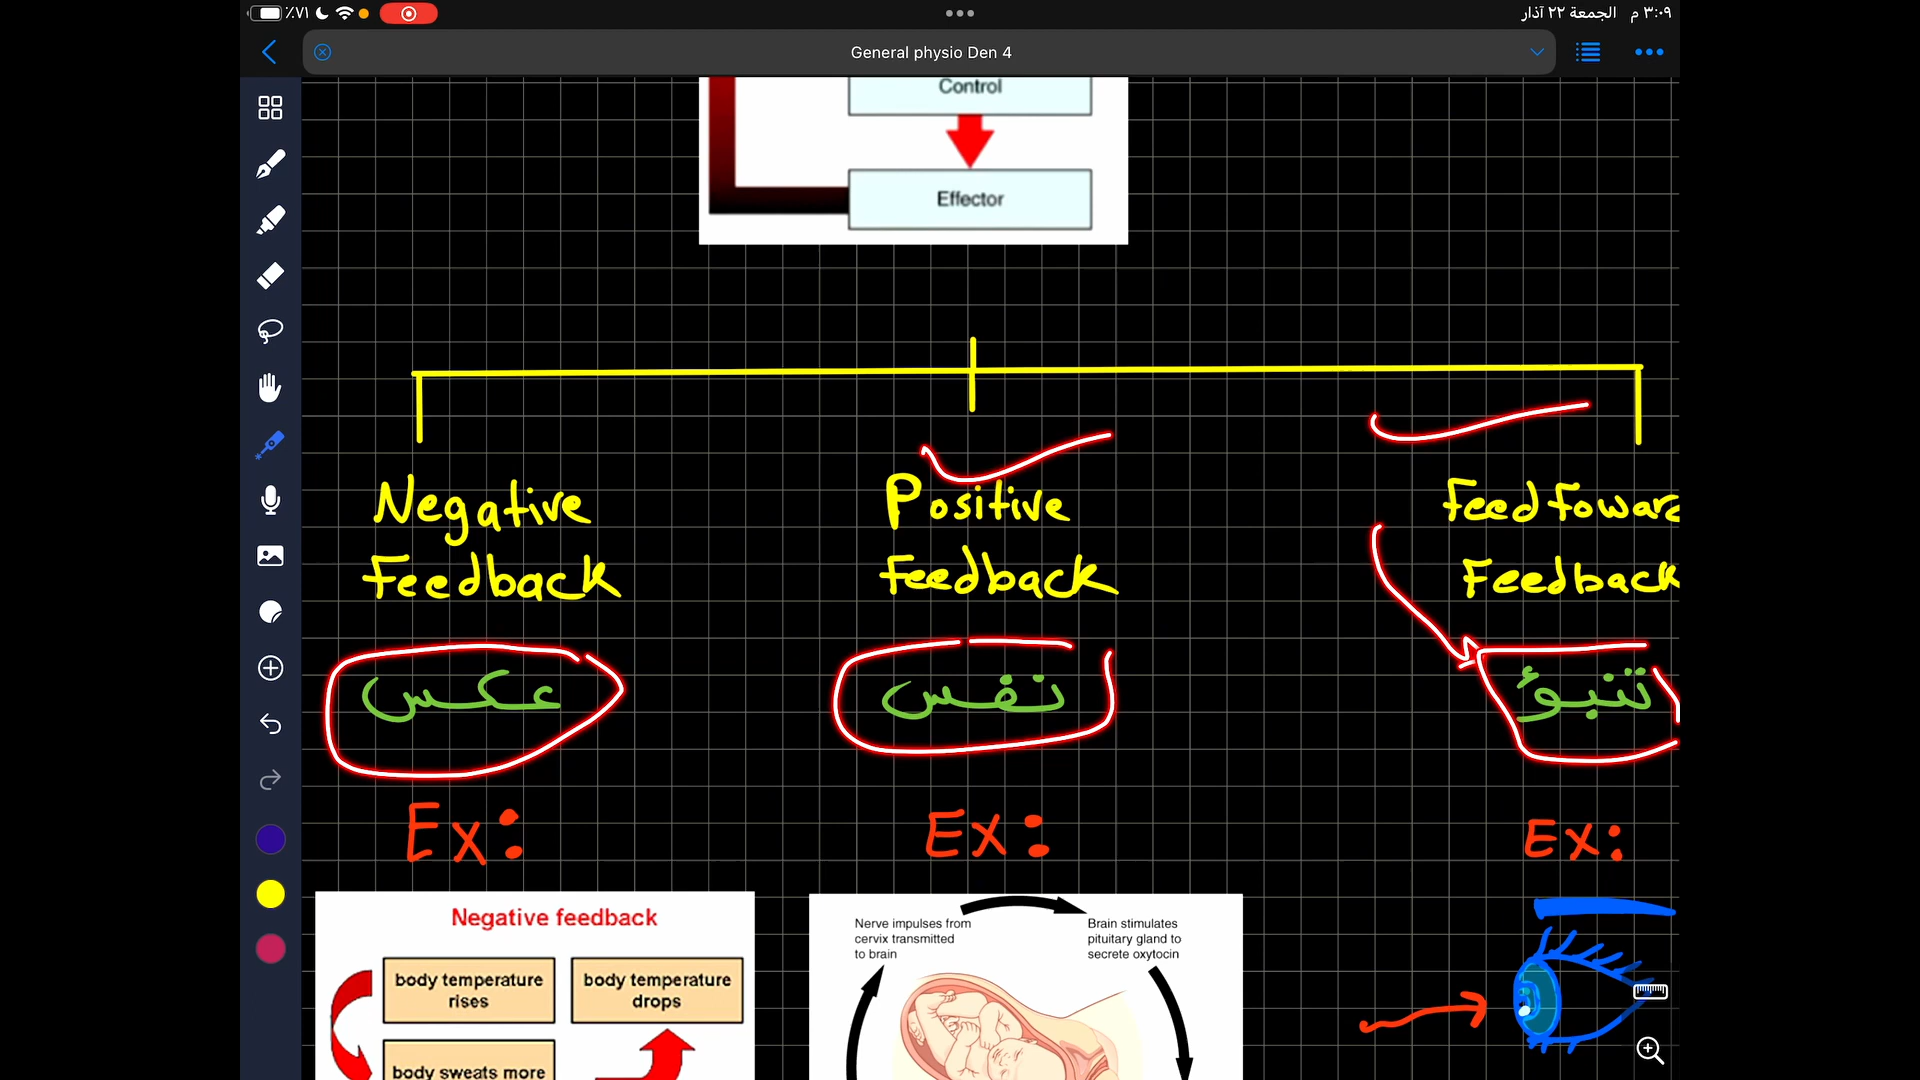 ٪٧١
٣:٠٩ م الجمعة ٢٢ آذار
General physio Den 4
Control
Effector
Negative
Feedback
Positive
Feedback
Feed Foward
Feedback
عكس
نفس
تنبؤ
Ex:
Ex:
Ex:
Negative feedback
body temperature
rises
body temperature
drops
body sweats more
Nerve impulses from
cervix transmitted
to brain
Brain stimulates
pituitary gland to
secrete oxytocin